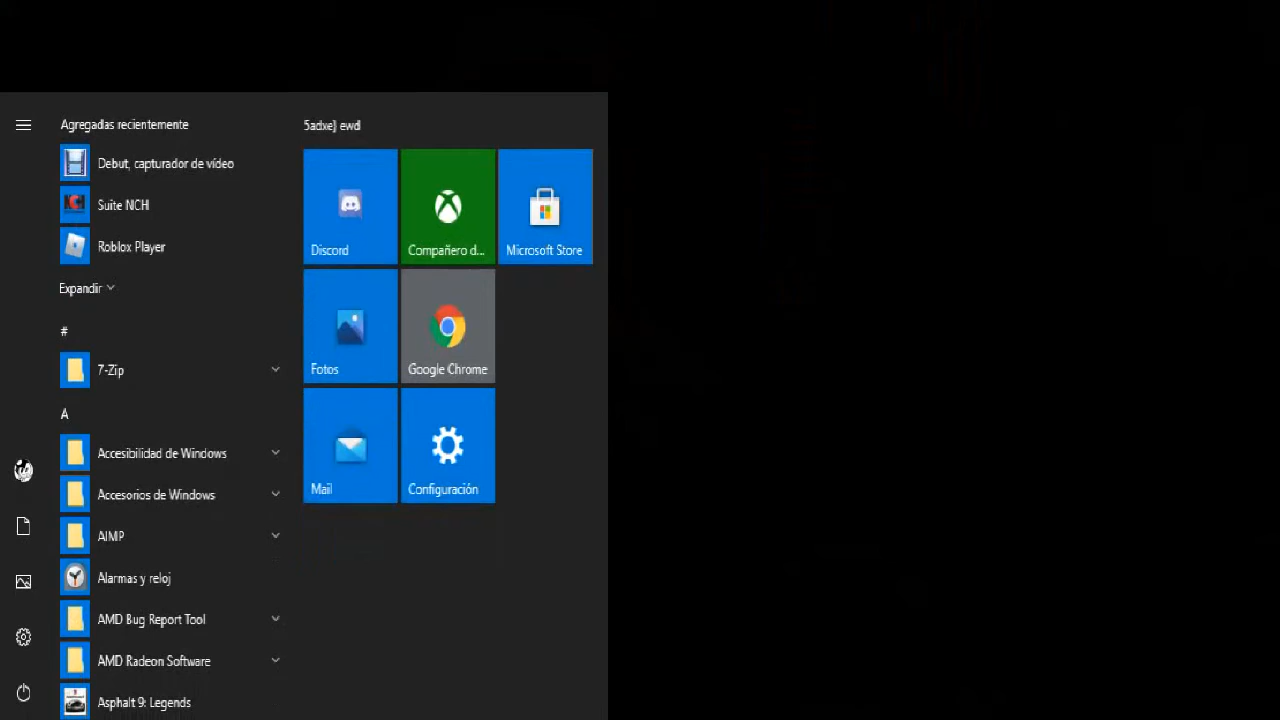 Agregadas recientemente
Debut, capturador de vídeo
Suite NCH
Roblox Player
Expandir
#
7-Zip
A
Accesibilidad de Windows
Accesorios de Windows
AIMP
Alarmas y reloj
AMD Bug Report Tool
AMD Radeon Software
Asphalt 9: Legends
5adxe) ewd
Discord
Compañero d...
Microsoft Store
Fotos
Google Chrome
Mail
Configuración